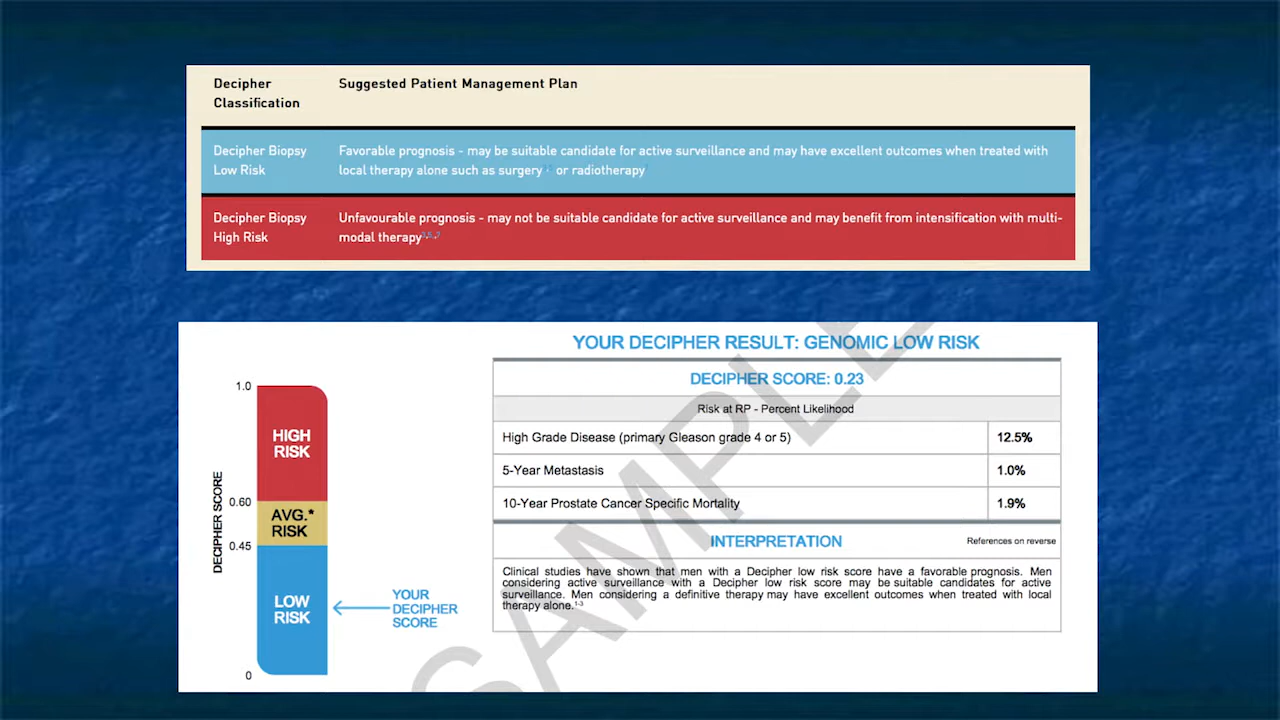 Decipher Classification
Suggested Patient Management Plan
Decipher Biopsy Low Risk
Favorable prognosis - may be suitable candidate for active surveillance and may have excellent outcomes when treated with
local therapy alone such as surgery or radiotherapy
Decipher Biopsy High Risk
Unfavourable prognosis - may not be suitable candidate for active surveillance and may benefit from intensification with multi-
modal therapy
YOUR DECIPHER RESULT: GENOMIC LOW RISK
DECIPHER SCORE: 0.23
Risk at RP - Percent Likelihood
High Grade Disease (primary Gleason grade 4 or 5) 12.5%
5-Year Metastasis 1.0%
10-Year Prostate Cancer Specific Mortality 1.9%
INTERPRETATION References on reverse
Clinical studies have shown that men with a Decipher low risk score have a favorable prognosis. Men
considering active surveillance with a Decipher low risk score may be suitable candidates for active
surveillance. Men considering a definitive therapy may have excellent outcomes when treated with local
therapy alone.1-3
DECIPHER SCORE
1.0
HIGH
RISK
0.60
AVG.*
RISK
0.45
LOW
RISK
0
YOUR
DECIPHER
SCORE
SAMPLE